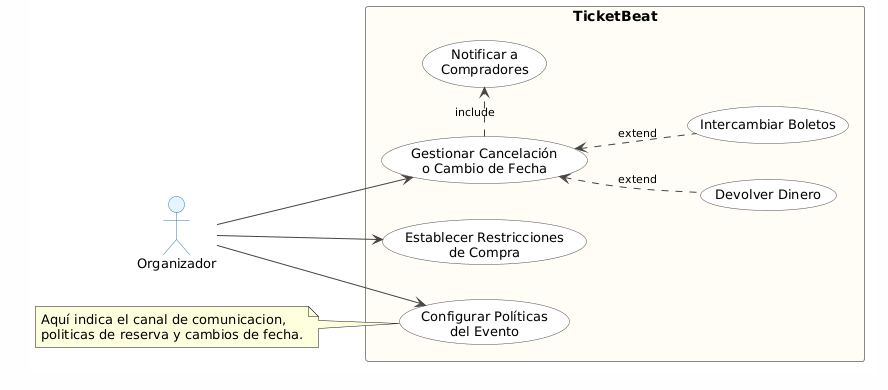 TicketBeat
Notificar a
Compradores
include
Gestionar Cancelación
o Cambio de Fecha
extend
Intercambiar Boletos
extend
Devolver Dinero
Organizador
Establecer Restricciones
de Compra
Configurar Políticas
del Evento
Aquí indica el canal de comunicacion,
politicas de reserva y cambios de fecha.